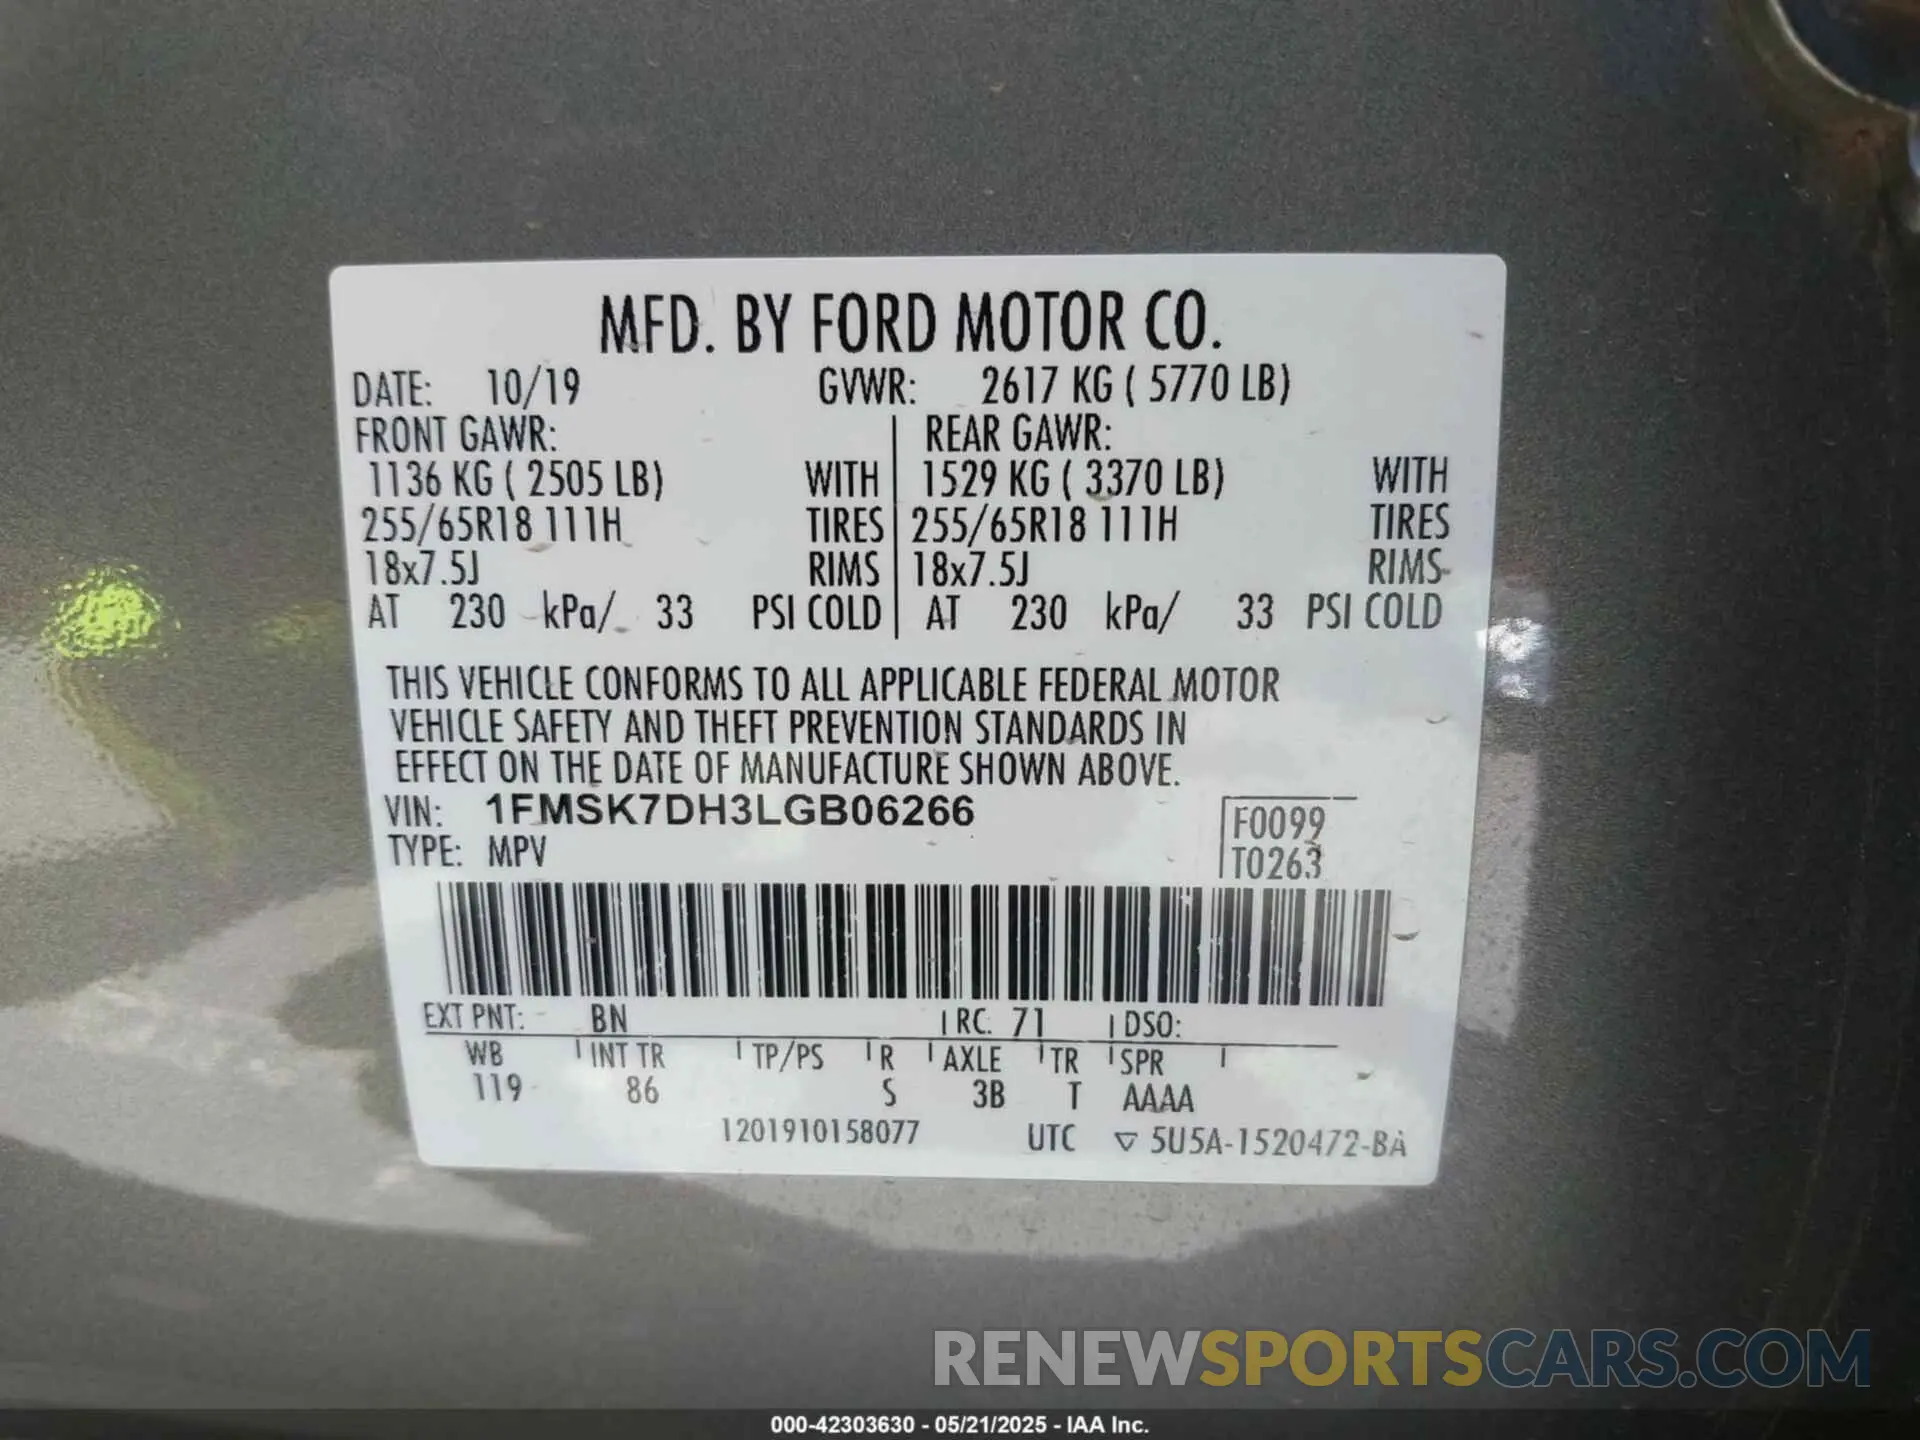 MFD. BY FORD MOTOR CO.
DATE: 10/19 GVWR: 2617 KG ( 5770 LB)
FRONT GAWR: REAR GAWR:
1136 KG ( 2505 LB) WITH 1529 KG ( 3370 LB) WITH
255/65R18 111H TIRES 255/65R18 111H TIRES
18x7.5J RIMS 18x7.5J RIMS
AT 230 kPa/ 33 PSI COLD AT 230 kPa/ 33 PSI COLD
THIS VEHICLE CONFORMS TO ALL APPLICABLE FEDERAL MOTOR
VEHICLE SAFETY AND THEFT PREVENTION STANDARDS IN
EFFECT ON THE DATE OF MANUFACTURE SHOWN ABOVE.
VIN: 1FMSK7DH3LGB06266 F0099
TYPE: MPV T0263
EXT PNT: BN RC: 71 DSO:
WB INT TR TP/PS R AXLE TR SPR
119 86 S 3B T AAAA
1201910158077 UTC ▽ 5U5A-1520472-BA
RENEWSPORTSCARS.COM
000-42303630 - 05/21/2025 - IAA Inc.